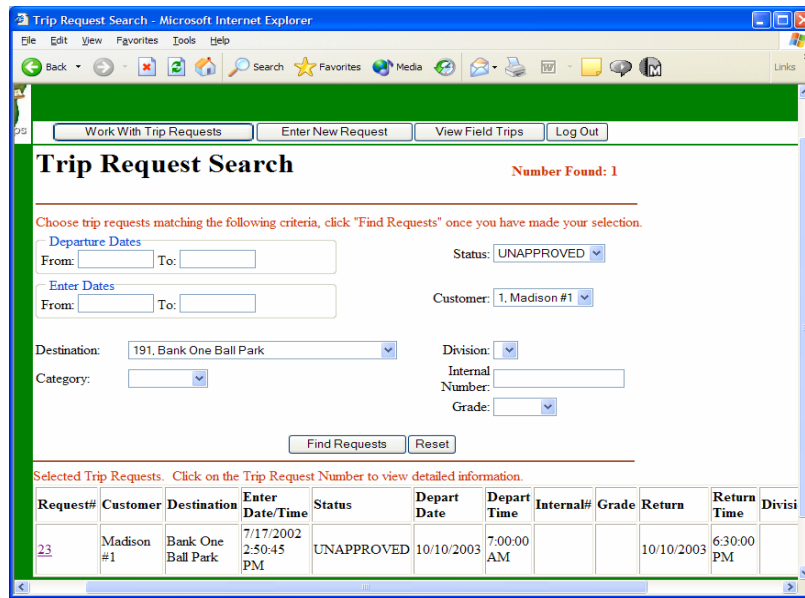 Trip Request Search - Microsoft Internet Explorer
File Edit View Favorites Tools Help
Back Search Favorites Media Links
Work With Trip Requests Enter New Request View Field Trips Log Out
Trip Request Search
Number Found: 1
Choose trip requests matching the following criteria, click "Find Requests" once you have made your selection.
Departure Dates
From: To:
Status: UNAPPROVED
Enter Dates
From: To:
Customer: 1, Madison #1
Destination: 191, Bank One Ball Park
Division:
Category:
Internal
Number:
Grade:
Find Requests Reset
Selected Trip Requests. Click on the Trip Request Number to view detailed information.
Request# Customer Destination Enter Date/Time Status Depart Date Depart Time Internal# Grade Return Return Time Divisi
23 Madison #1 Bank One Ball Park 7/17/2002 2:50:45 PM UNAPPROVED 10/10/2003 7:00:00 AM 10/10/2003 6:30:00 PM